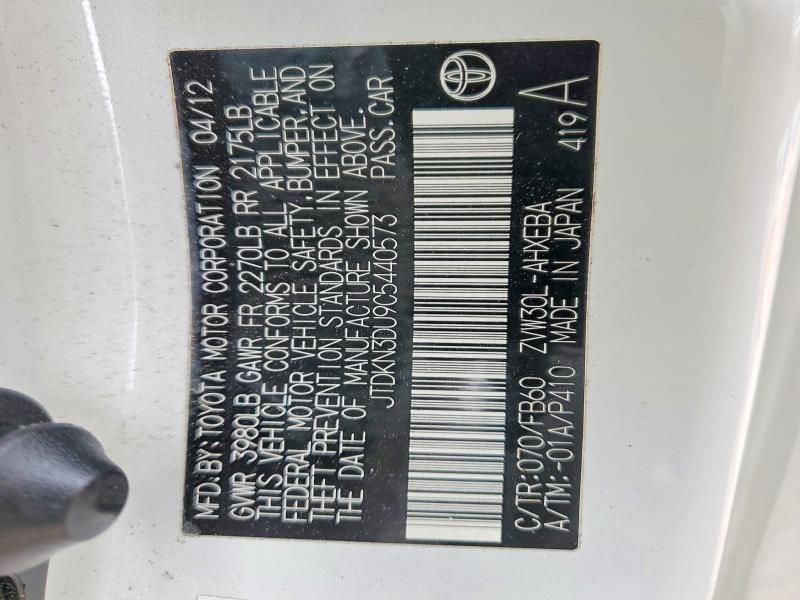 MFD.BY:TOYOTA MOTOR CORPORATION 04/12
GVWR 3980LB GAWR FR 2270LB RR 2175LB
THIS VEHICLE CONFORMS TO ALL APPLICABLE
FEDERAL MOTOR VEHICLE SAFETY, BUMPER, AND
THEFT PREVENTION STANDARDS IN EFFECT ON
THE DATE OF MANUFACTURE SHOWN ABOVE.
JTDKN3DU9C5440573 PASS.CAR
C/TR:070/FB60 ZVW30L-AHXEBA 419A
A/TM:-01A/P410 MADE IN JAPAN